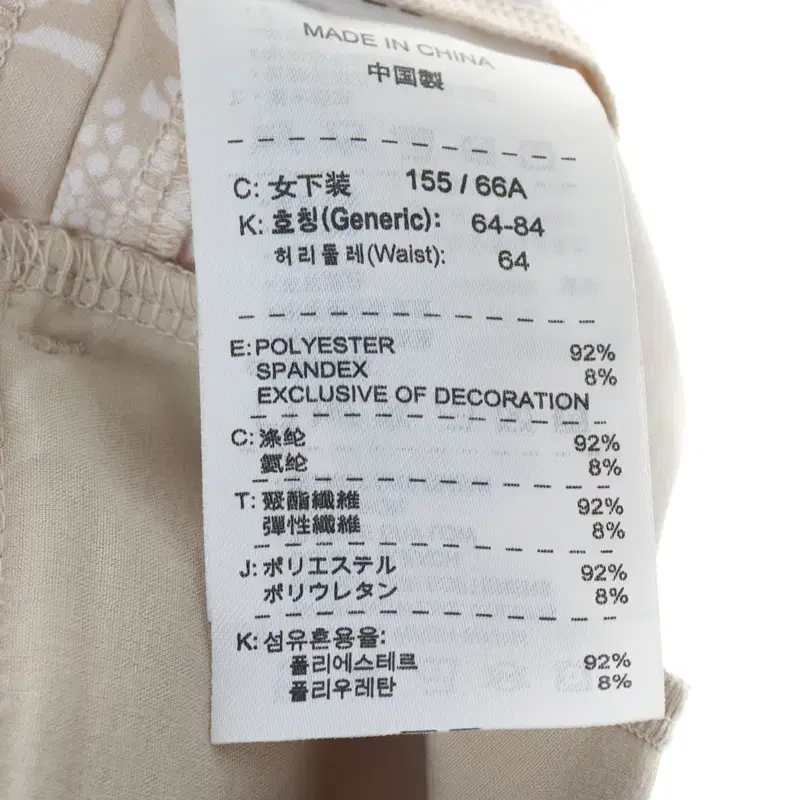 MADE IN CHINA
中国製
C: 女下装 155 / 66A
K: 호칭(Generic): 64-84
허리둘레(Waist): 64
E: POLYESTER 92%
SPANDEX 8%
EXCLUSIVE OF DECORATION
C: 涤纶 92%
氨纶 8%
T: 聚酯纖維 92%
彈性纖維 8%
J: ポリエステル 92%
ポリウレタン 8%
K: 섬유혼용율:
폴리에스테르 92%
폴리우레탄 8%